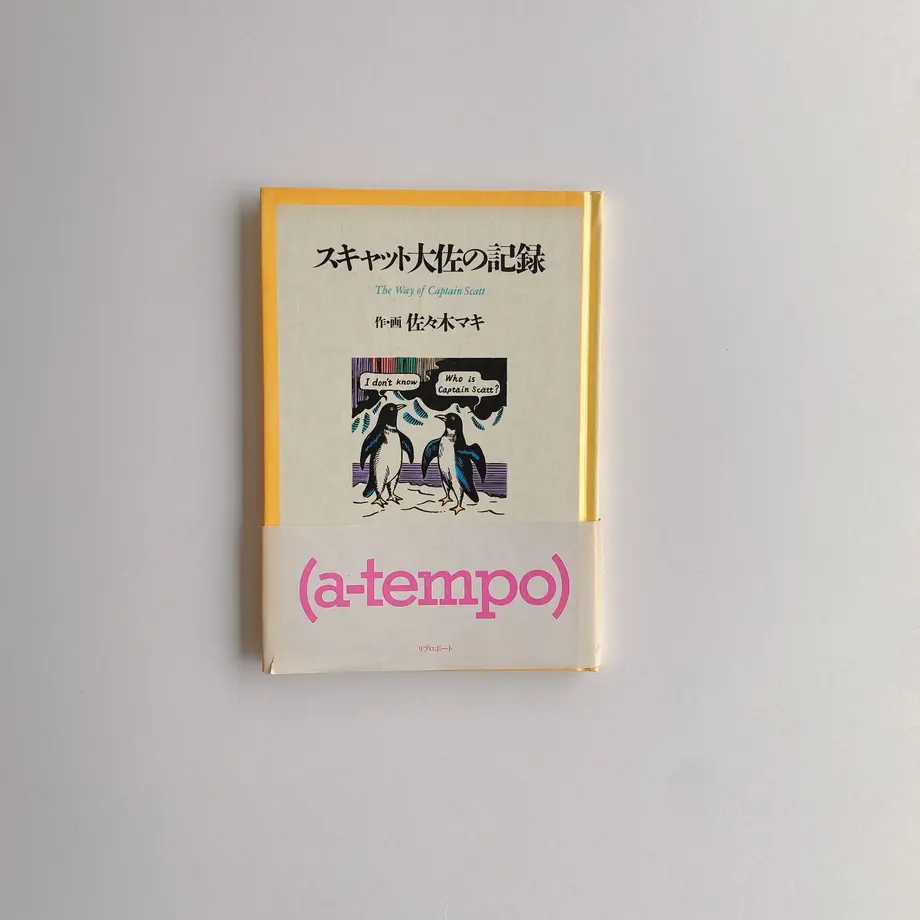 スキャット大佐の記録
The Way of Captain Scatt
作・画 佐々木マキ
I don't know
Who is
Captain Scatt?
(a-tempo)
リブロポート